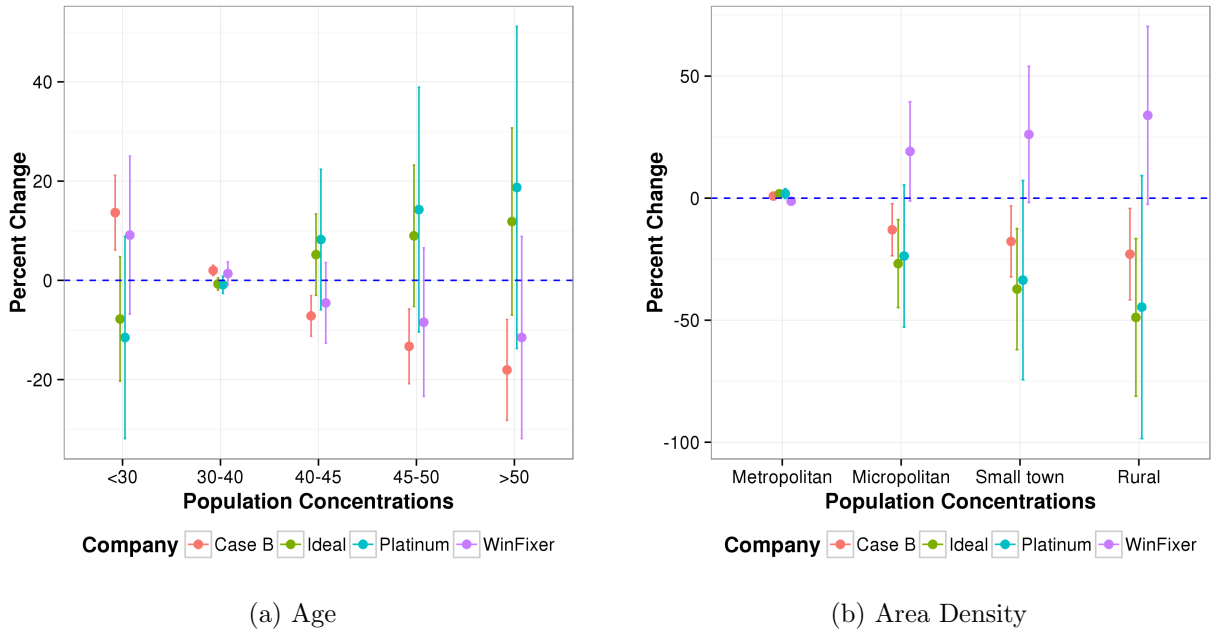 Percent Change
40
20
0
-20
<30 30-40 40-45 45-50 >50
Population Concentrations
Company Case B Ideal Platinum WinFixer
(a) Age
Percent Change
50
0
-50
-100
Metropolitan Micropolitan Small town Rural
Population Concentrations
Company Case B Ideal Platinum WinFixer
(b) Area Density